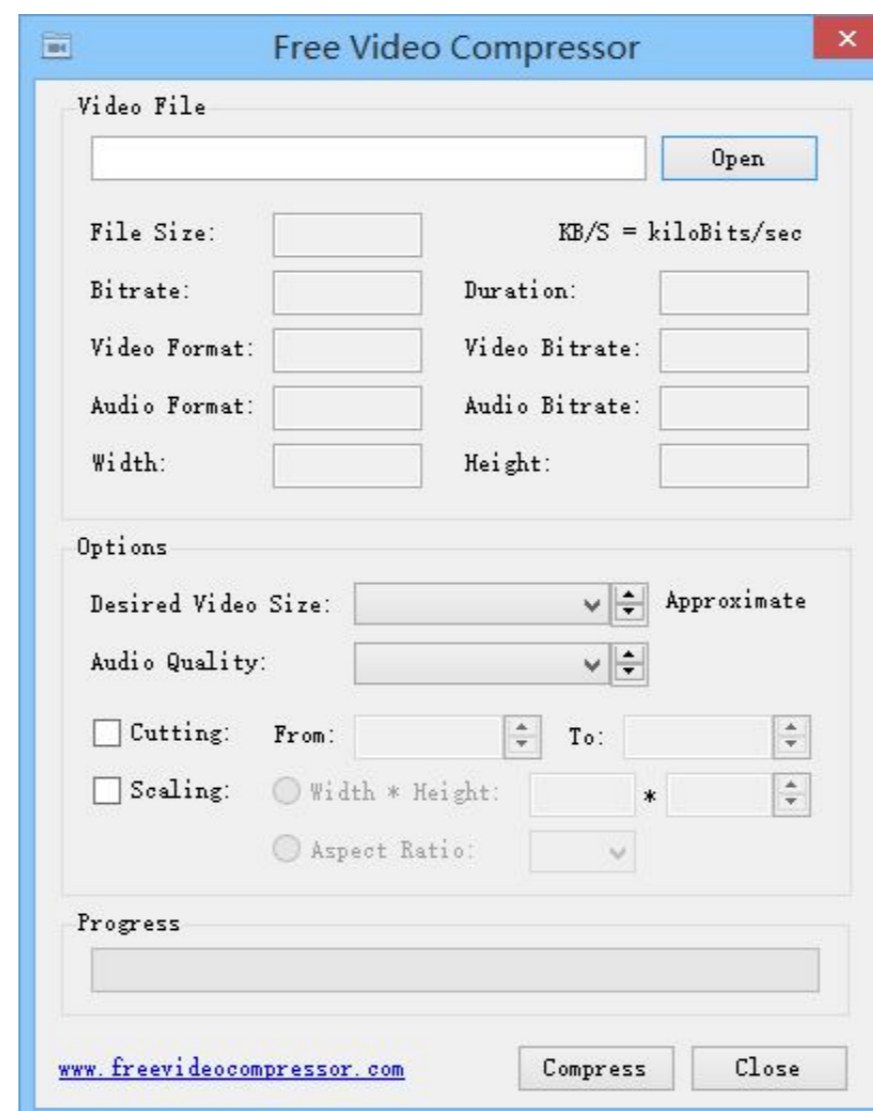 Free Video Compressor
Video File
Open
File Size: KB/S = kiloBits/sec
Bitrate: Duration:
Video Format: Video Bitrate:
Audio Format: Audio Bitrate:
Width: Height:
Options
Desired Video Size: Approximate
Audio Quality:
Cutting: From: To:
Scaling: Width * Height: *
Aspect Ratio:
Progress
www.freevideocompressor.com Compress Close